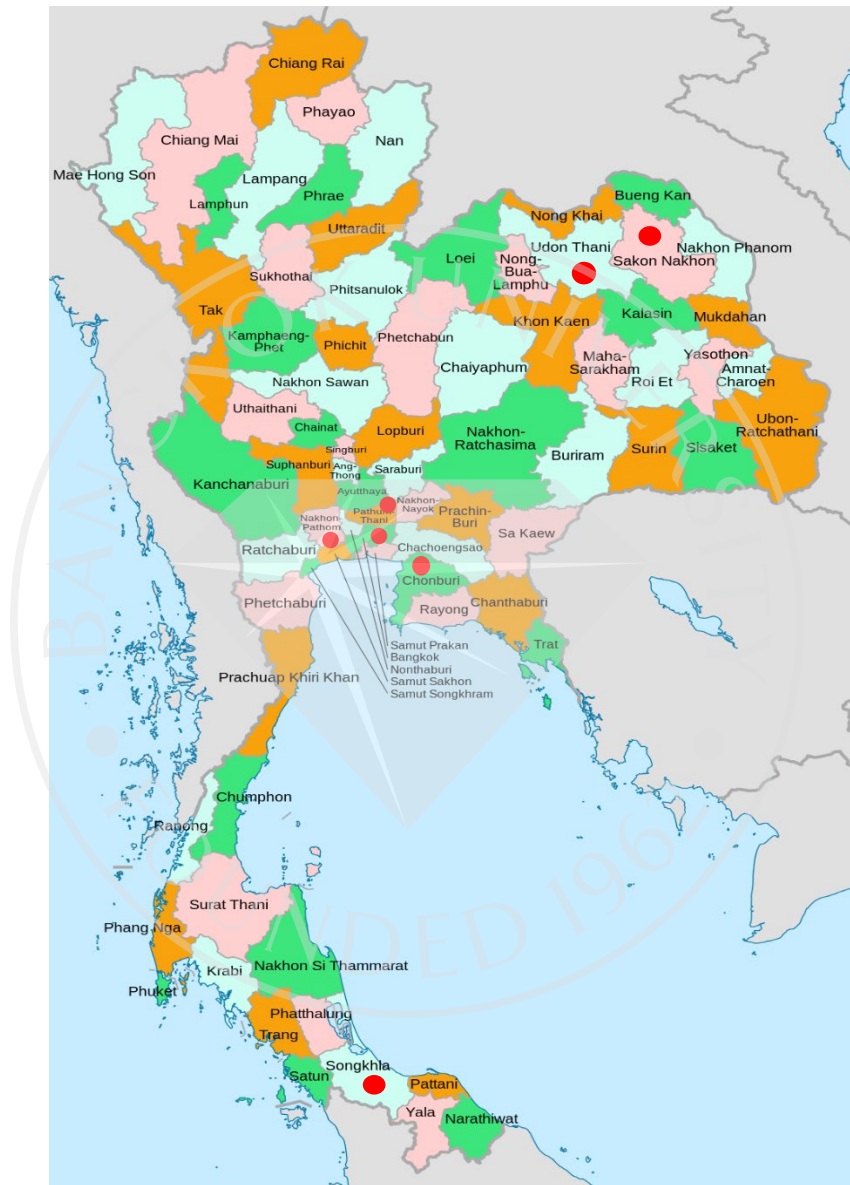 Chiang Rai
Phayao
Chiang Mai
Nan
Mae Hong Son
Lampang
Lamphun
Phrae
Bueng Kan
Nong Khai
Uttaradit
Udon Thani
Nakhon Phanom
Loei
Nong-
Bua-
Lamphu
Sakon Nakhon
Sukhothai
Phitsanulok
Tak
Khon Kaen
Kalasin
Mukdahan
Kamphaeng-
Phet
Phichit
Phetchabun
Chaiyaphum
Maha-
Sarakham
Roi Et
Yasothon
Amnat-
Charoen
Nakhon Sawan
Uthaithani
Chainat
Lopburi
Nakhon-
Ratchasima
Buriram
Surin
Sisaket
Ubon-
Ratchathani
Singburi
Suphanburi
Ang-
Thong
Saraburi
Kanchanaburi
Ayutthaya
Nakhon-
Nayok
Prachin-
Buri
Pathum-
Thani
Nakhon-
Pathom
Sa Kaew
Ratchaburi
Chachoengsao
Chonburi
Phetchaburi
Rayong
Chanthaburi
Trat
Samut Prakan
Bangkok
Nonthaburi
Samut Sakhon
Samut Songkhram
Prachuap Khiri Khan
Chumphon
Ranong
Surat Thani
Phang Nga
Krabi
Nakhon Si Thammarat
Phuket
Phatthalung
Trang
Satun
Songkhla
Pattani
Yala
Narathiwat
FOUNDED 1962